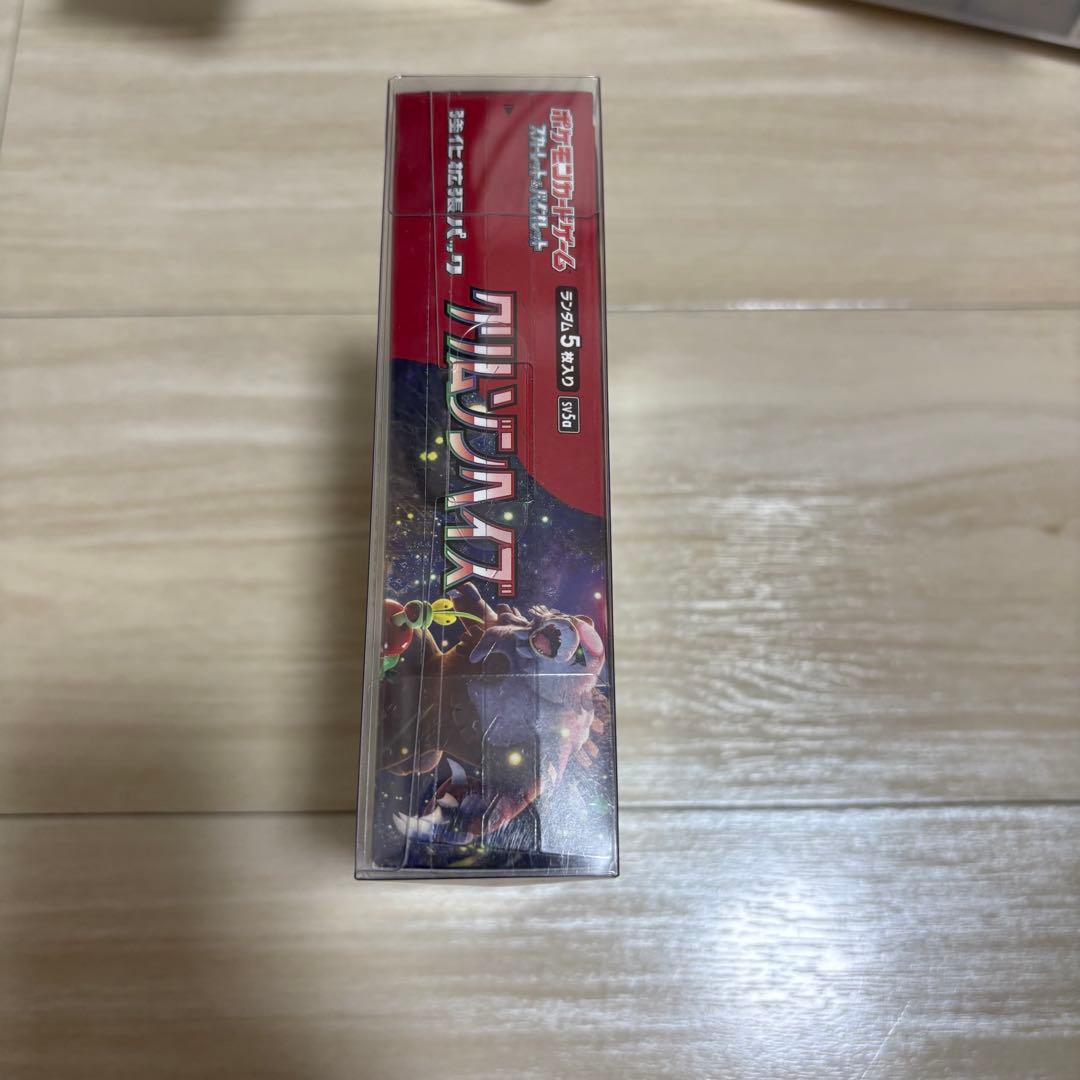 ポケモンカードゲーム
スカーレット&バイオレット
強化拡張パック
ランダム5枚入り
SV5a
クリムゾンヘイズ